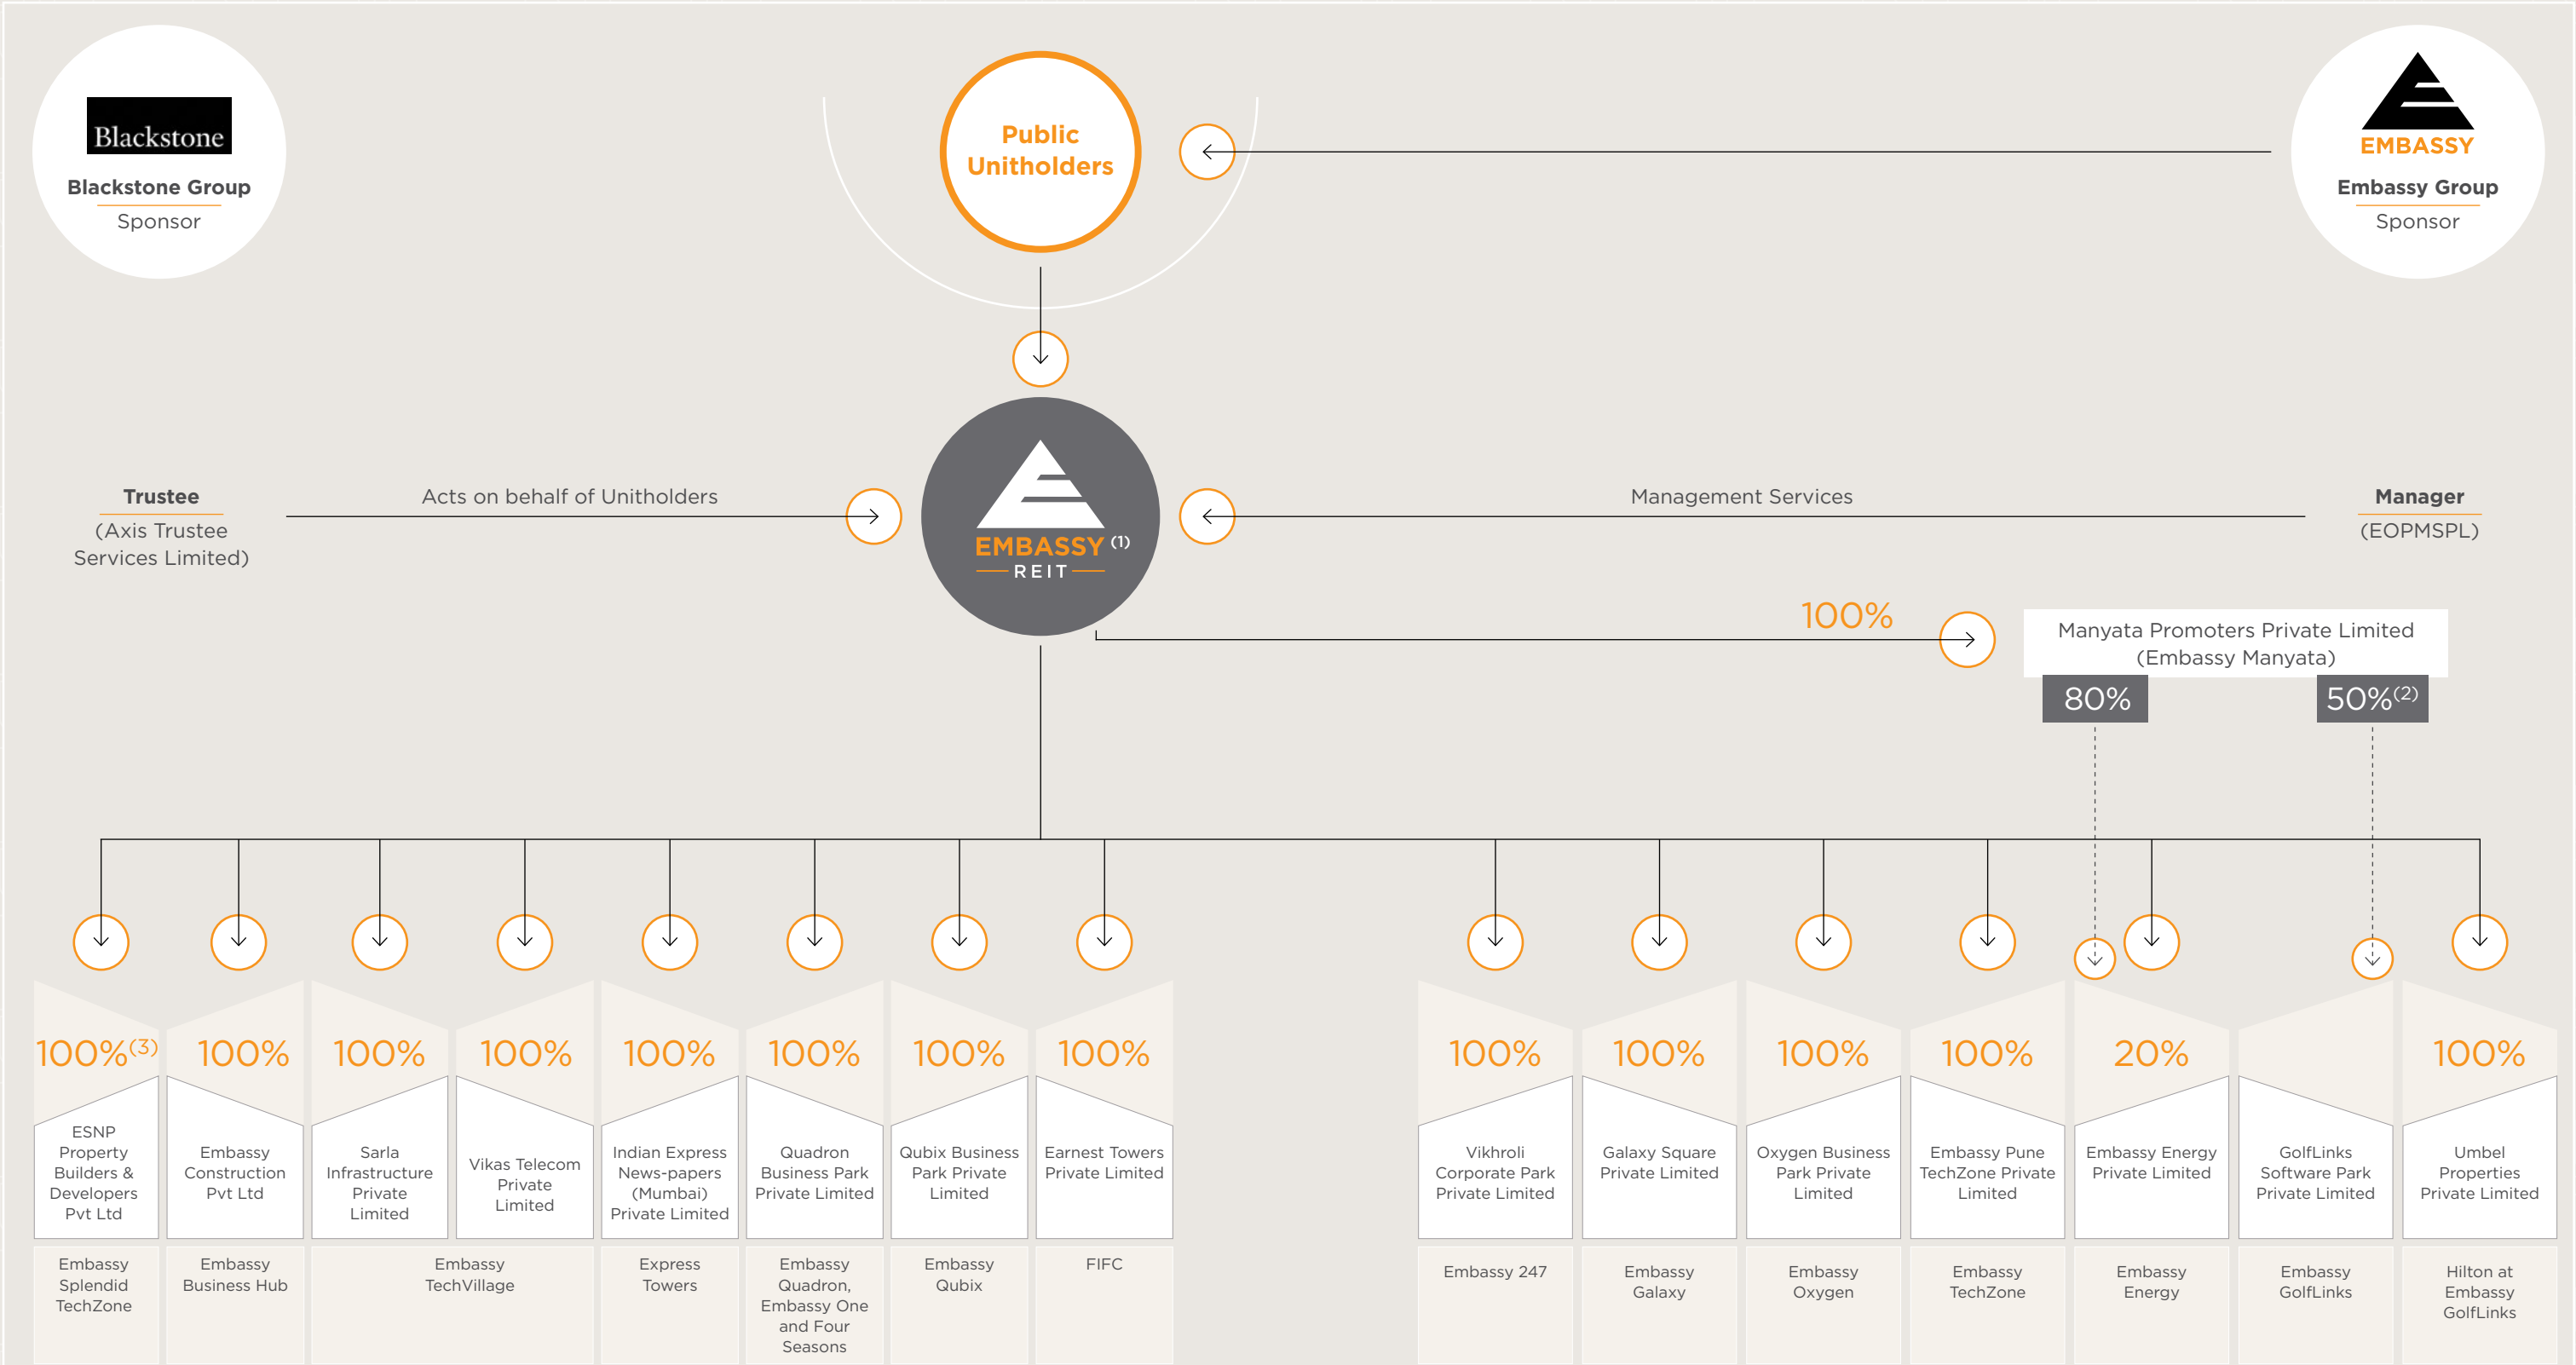 Blackstone
Blackstone Group
Sponsor
Public
Unitholders
EMBASSY
Embassy Group
Sponsor
Trustee
(Axis Trustee
Services Limited)
Acts on behalf of Unitholders
EMBASSY (1)
REIT
Management Services
Manager
(EOPMSPL)
100%
Manyata Promoters Private Limited
(Embassy Manyata)
80%
50%(2)
100%(3)
ESNP
Property
Builders &
Developers
Pvt Ltd
Embassy
Splendid
TechZone
100%
Embassy
Construction
Pvt Ltd
Embassy
Business Hub
100%
Sarla
Infrastructure
Private
Limited
100%
Vikas Telecom
Private
Limited
Embassy
TechVillage
100%
Indian Express
News-papers
(Mumbai)
Private Limited
Express
Towers
100%
Quadron
Business Park
Private Limited
Embassy
Quadron,
Embassy One
and Four
Seasons
100%
Qubix Business
Park Private
Limited
Embassy
Qubix
100%
Earnest Towers
Private Limited
FIFC
100%
Vikhroli
Corporate Park
Private Limited
Embassy 247
100%
Galaxy Square
Private Limited
Embassy
Galaxy
100%
Oxygen Business
Park Private
Limited
Embassy
Oxygen
100%
Embassy Pune
TechZone Private
Limited
Embassy
TechZone
20%
Embassy Energy
Private Limited
Embassy
Energy
GolfLinks
Software Park
Private Limited
Embassy
GolfLinks
100%
Umbel
Properties
Private Limited
Hilton at
Embassy
GolfLinks